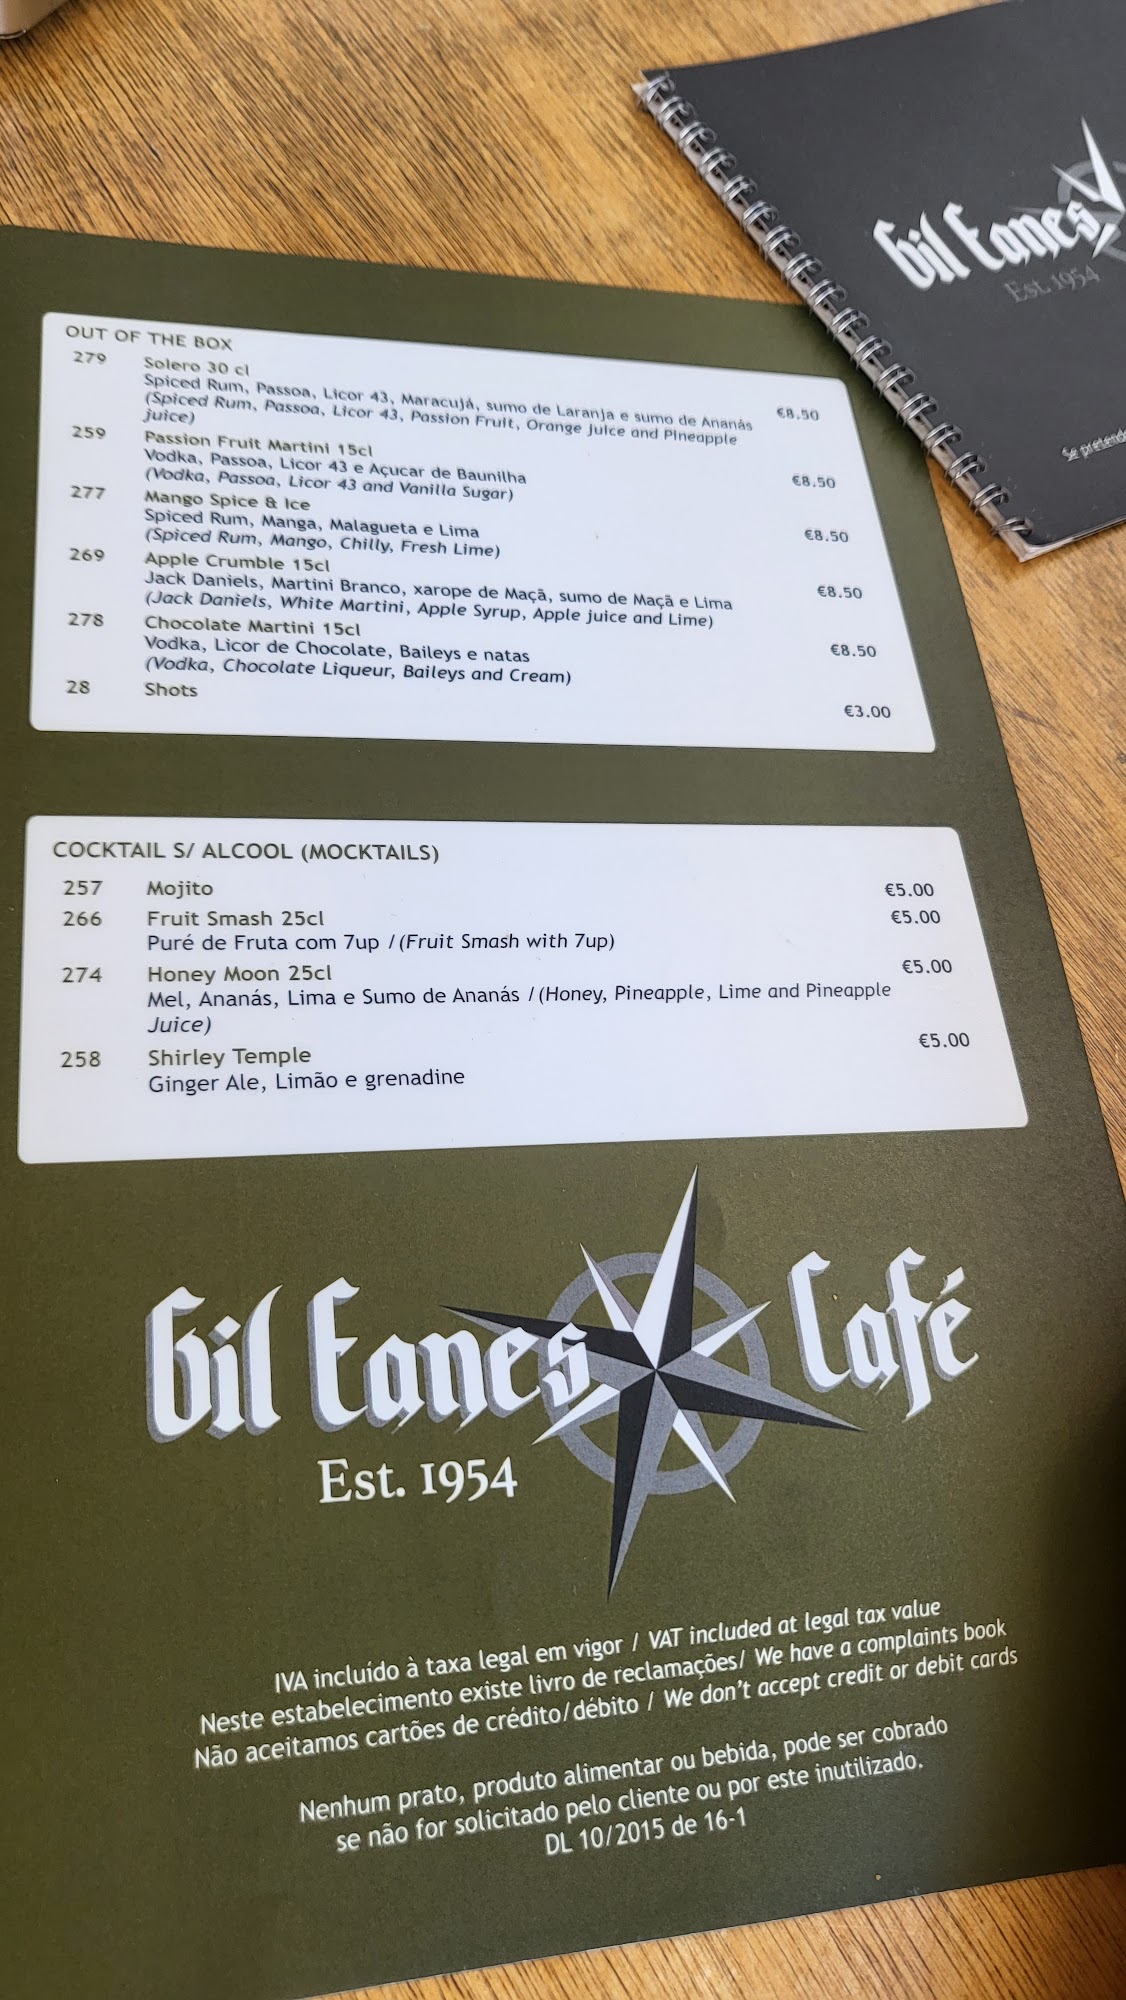 Gil Eanes
Est. 1954
Se pretende
OUT OF THE BOX
279 Solero 30 cl €8.50
Spiced Rum, Passoa, Licor 43, Maracujá, sumo de Laranja e sumo de Ananás
(Spiced Rum, Passoa, Licor 43, Passion Fruit, Orange Juice and Pineapple
juice)
259 Passion Fruit Martini 15cl €8.50
Vodka, Passoa, Licor 43 e Açucar de Baunilha
(Vodka, Passoa, Licor 43 and Vanilla Sugar)
277 Mango Spice & Ice €8.50
Spiced Rum, Manga, Malagueta e Lima
(Spiced Rum, Mango, Chilly, Fresh Lime)
269 Apple Crumble 15cl €8.50
Jack Daniels, Martini Branco, xarope de Maçã, sumo de Maçã e Lima
(Jack Daniels, White Martini, Apple Syrup, Apple juice and Lime)
278 Chocolate Martini 15cl €8.50
Vodka, Licor de Chocolate, Baileys e natas
(Vodka, Chocolate Liqueur, Baileys and Cream)
28 Shots €3.00
COCKTAIL S/ ALCOOL (MOCKTAILS)
257 Mojito €5.00
266 Fruit Smash 25cl €5.00
Puré de Fruta com 7up /(Fruit Smash with 7up)
274 Honey Moon 25cl €5.00
Mel, Ananás, Lima e Sumo de Ananás /(Honey, Pineapple, Lime and Pineapple
Juice)
258 Shirley Temple €5.00
Ginger Ale, Limão e grenadine
Gil Eanes Café
Est. 1954
IVA incluído à taxa legal em vigor / VAT included at legal tax value
Neste estabelecimento existe livro de reclamações/ We have a complaints book
Não aceitamos cartões de crédito/débito / We don't accept credit or debit cards
Nenhum prato, produto alimentar ou bebida, pode ser cobrado
se não for solicitado pelo cliente ou por este inutilizado.
DL 10/2015 de 16-1